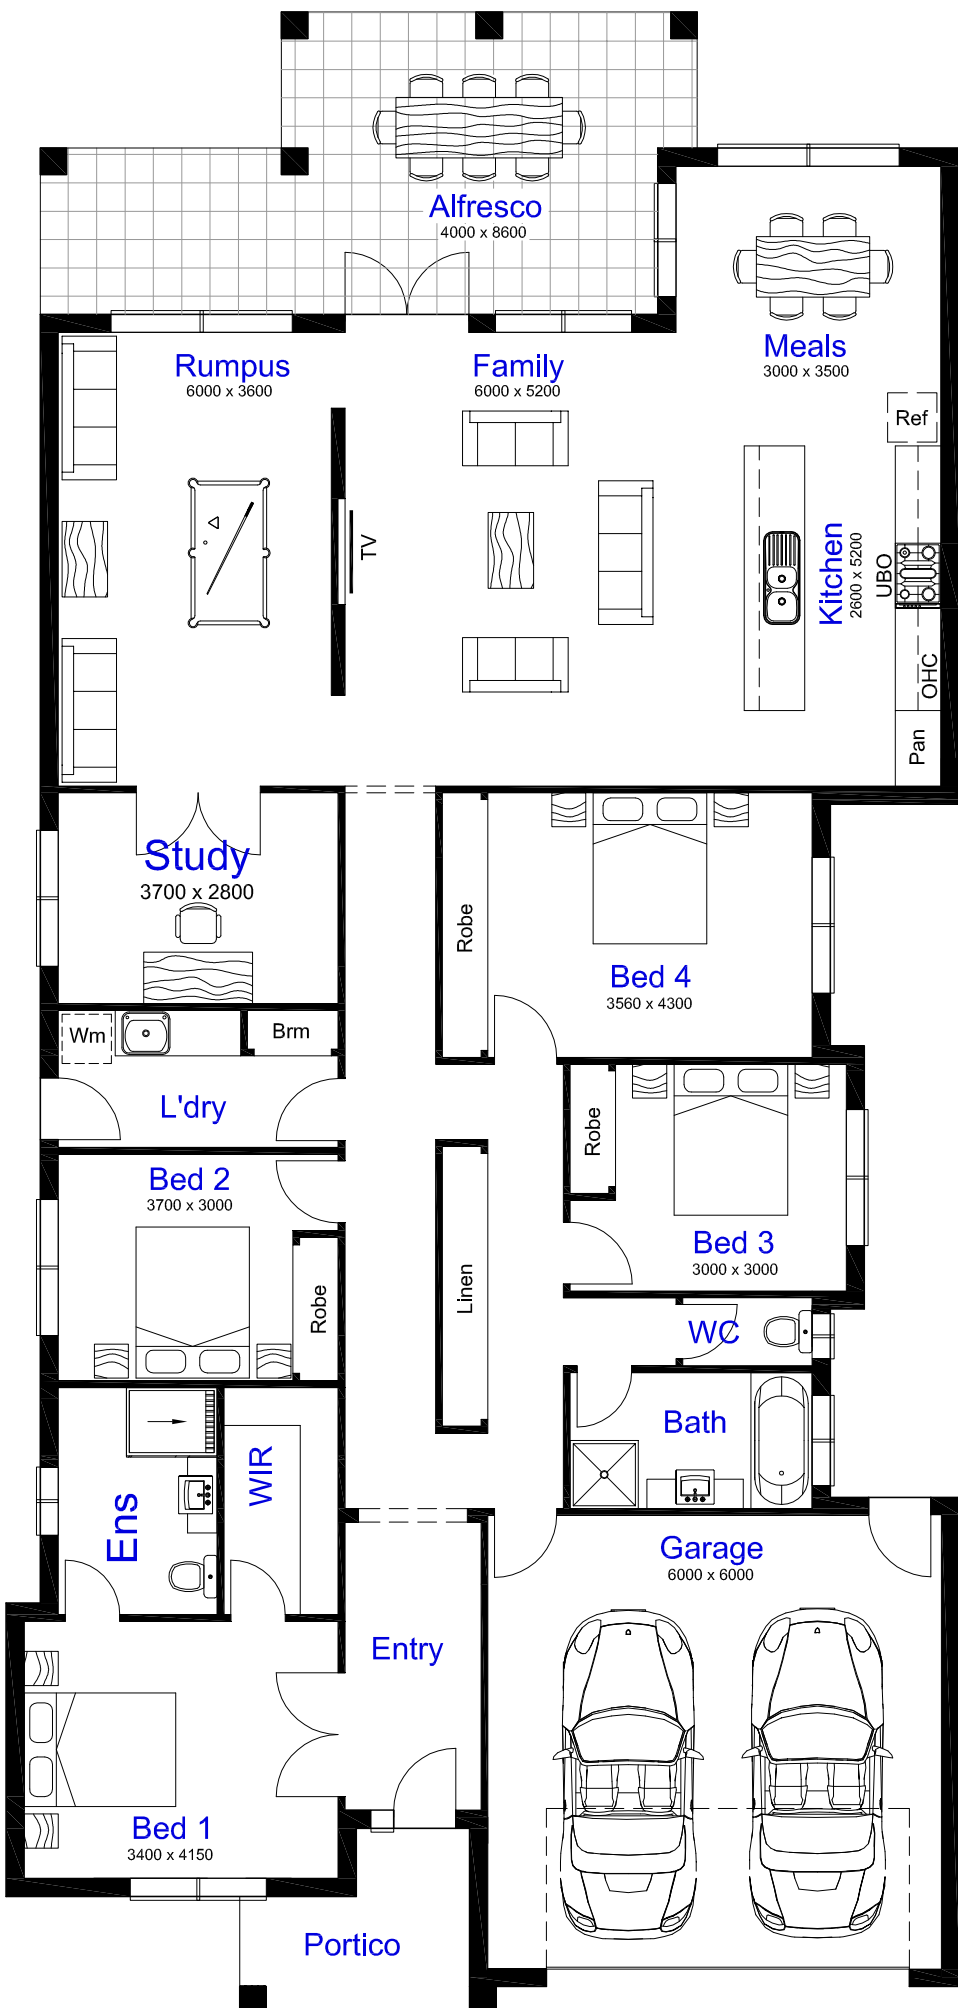 Alfresco
4000 x 8600
Rumpus
6000 x 3600
Family
6000 x 5200
Meals
3000 x 3500
Ref
TV
Kitchen
2600 x 5200
UBO
OHC
Pan
Study
3700 x 2800
Robe
Bed 4
3560 x 4300
Wm
Brm
L'dry
Robe
Bed 2
3700 x 3000
Bed 3
3000 x 3000
Robe
Linen
WC
Bath
WIR
Ens
Garage
6000 x 6000
Entry
Bed 1
3400 x 4150
Portico